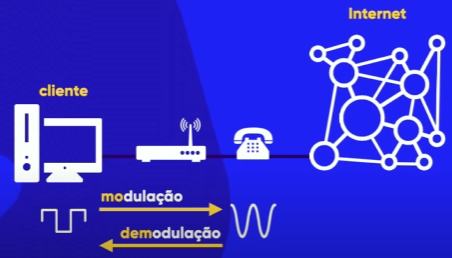 Internet
cliente
modulação
demodulação